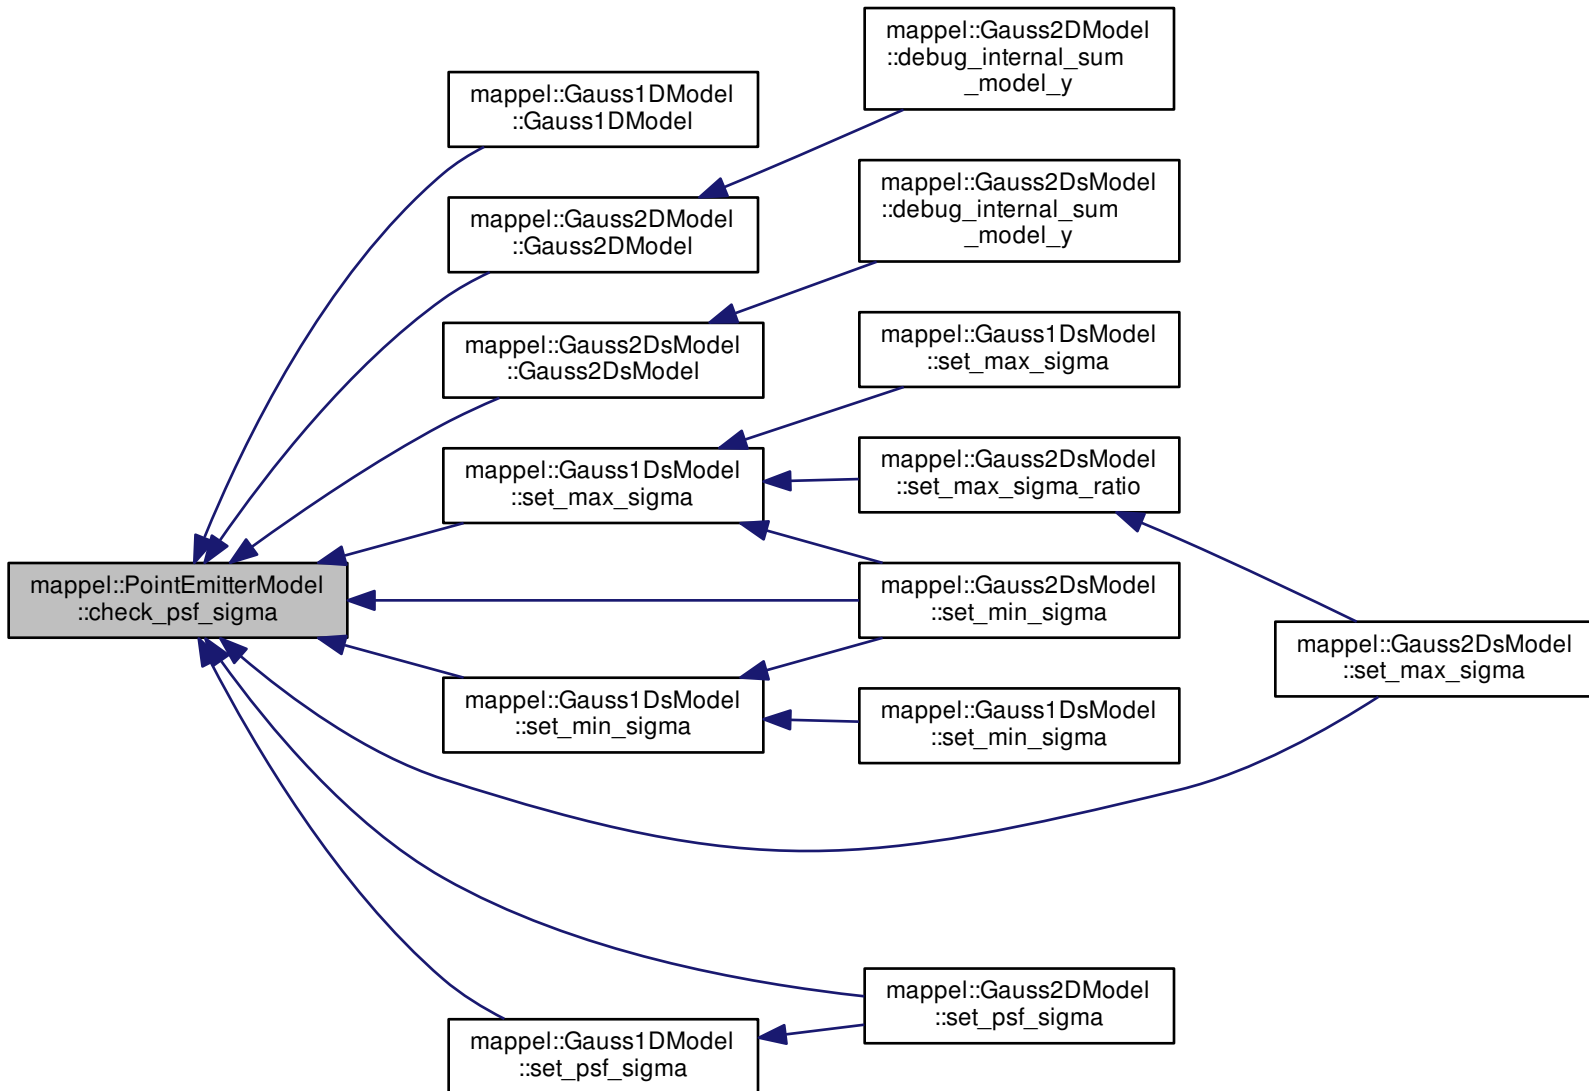 mappel::Gauss2DModel
::debug_internal_sum
_model_y
mappel::Gauss1DModel
::Gauss1DModel
mappel::Gauss2DsModel
::debug_internal_sum
_model_y
mappel::Gauss2DModel
::Gauss2DModel
mappel::Gauss2DsModel
::Gauss2DsModel
mappel::Gauss1DsModel
::set_max_sigma
mappel::Gauss1DsModel
::set_max_sigma
mappel::Gauss2DsModel
::set_max_sigma_ratio
mappel::PointEmitterModel
::check_psf_sigma
mappel::Gauss2DsModel
::set_min_sigma
mappel::Gauss2DsModel
::set_max_sigma
mappel::Gauss1DsModel
::set_min_sigma
mappel::Gauss1DsModel
::set_min_sigma
mappel::Gauss2DModel
::set_psf_sigma
mappel::Gauss1DModel
::set_psf_sigma